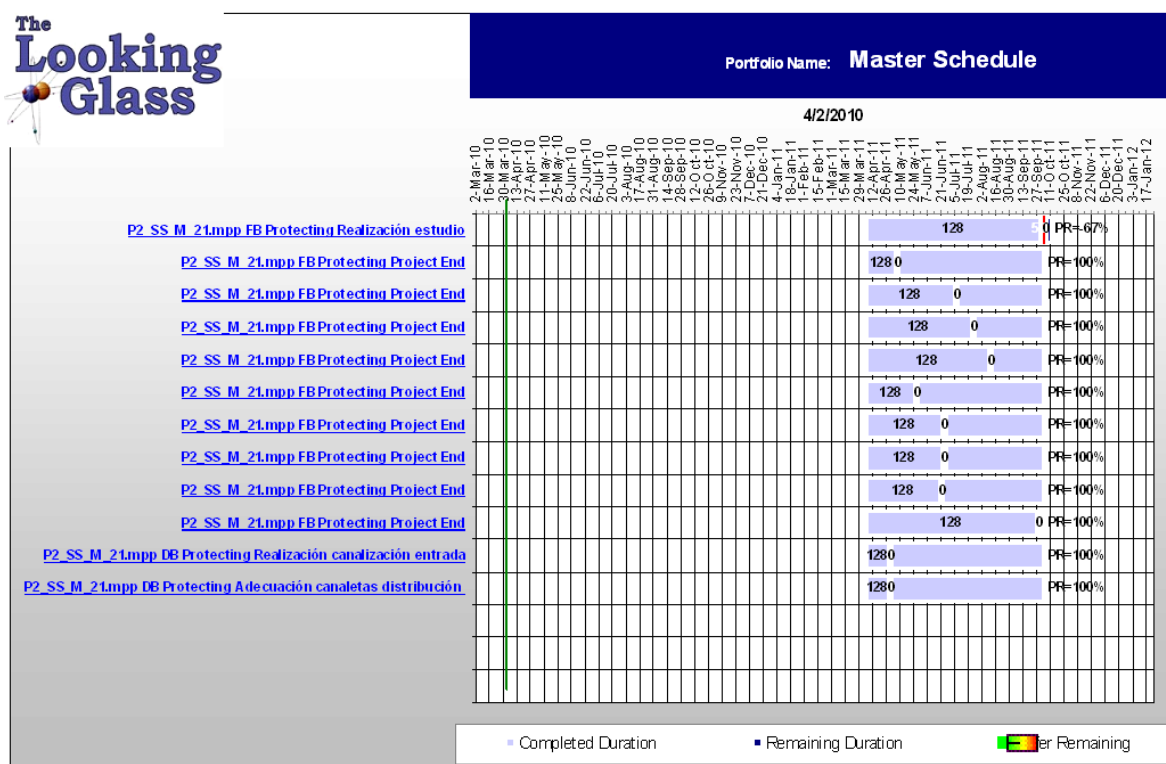 The
Looking
Glass
Portfolio Name: Master Schedule
4/2/2010
2-Mar-10
16-Mar-10
30-Mar-10
13-Apr-10
27-Apr-10
11-May-10
25-May-10
8-Jun-10
22-Jun-10
6-Jul-10
20-Jul-10
3-Aug-10
17-Aug-10
31-Aug-10
14-Sep-10
28-Sep-10
12-Oct-10
26-Oct-10
9-Nov-10
23-Nov-10
7-Dec-10
21-Dec-10
4-Jan-11
18-Jan-11
1-Feb-11
15-Feb-11
1-Mar-11
15-Mar-11
29-Mar-11
12-Apr-11
26-Apr-11
10-May-11
24-May-11
7-Jun-11
21-Jun-11
5-Jul-11
19-Jul-11
2-Aug-11
16-Aug-11
30-Aug-11
13-Sep-11
27-Sep-11
11-Oct-11
25-Oct-11
8-Nov-11
22-Nov-11
6-Dec-11
20-Dec-11
3-Jan-12
17-Jan-12
P2_SS_M_21.mpp FB Protecting Realización estudio 128 5 0 PR=-67%
P2_SS_M_21.mpp FB Protecting Project End 128 0 PR=100%
P2_SS_M_21.mpp FB Protecting Project End 128 0 PR=100%
P2_SS_M_21.mpp FB Protecting Project End 128 0 PR=100%
P2_SS_M_21.mpp FB Protecting Project End 128 0 PR=100%
P2_SS_M_21.mpp FB Protecting Project End 128 0 PR=100%
P2_SS_M_21.mpp FB Protecting Project End 128 0 PR=100%
P2_SS_M_21.mpp FB Protecting Project End 128 0 PR=100%
P2_SS_M_21.mpp FB Protecting Project End 128 0 PR=100%
P2_SS_M_21.mpp FB Protecting Project End 128 0 PR=100%
P2_SS_M_21.mpp DB Protecting Realización canalización entrada 128 0 PR=100%
P2_SS_M_21.mpp DB Protecting Adecuación canaletas distribución 128 0 PR=100%
Completed Duration Remaining Duration Remaining